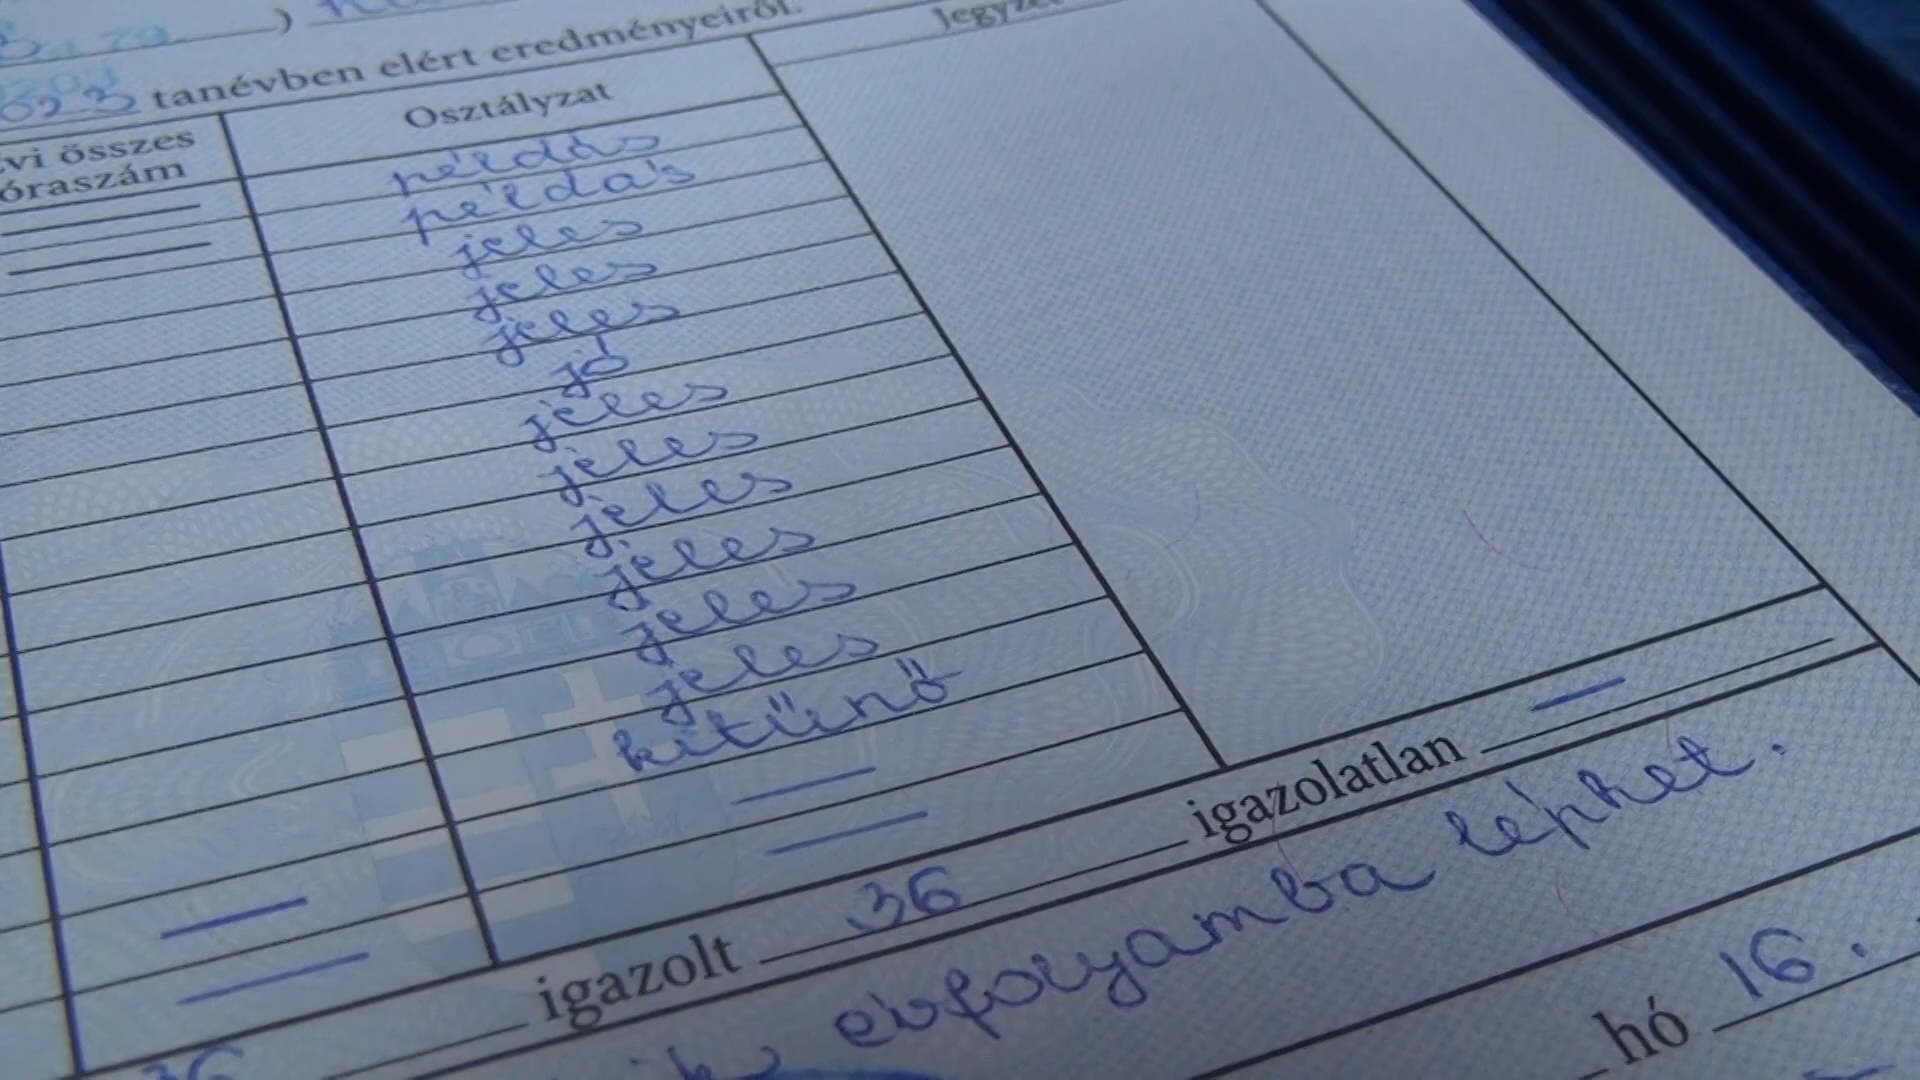 tanévben elért eredményeiről.
Évi összes
óraszám
Osztályzat
Jegyzet
példás
példás
jeles
jeles
jeles
jó
jeles
jeles
jeles
jeles
jeles
jeles
kitűnő
igazolt 36 igazolatlan —
évfolyamba léphet.
hó 16.